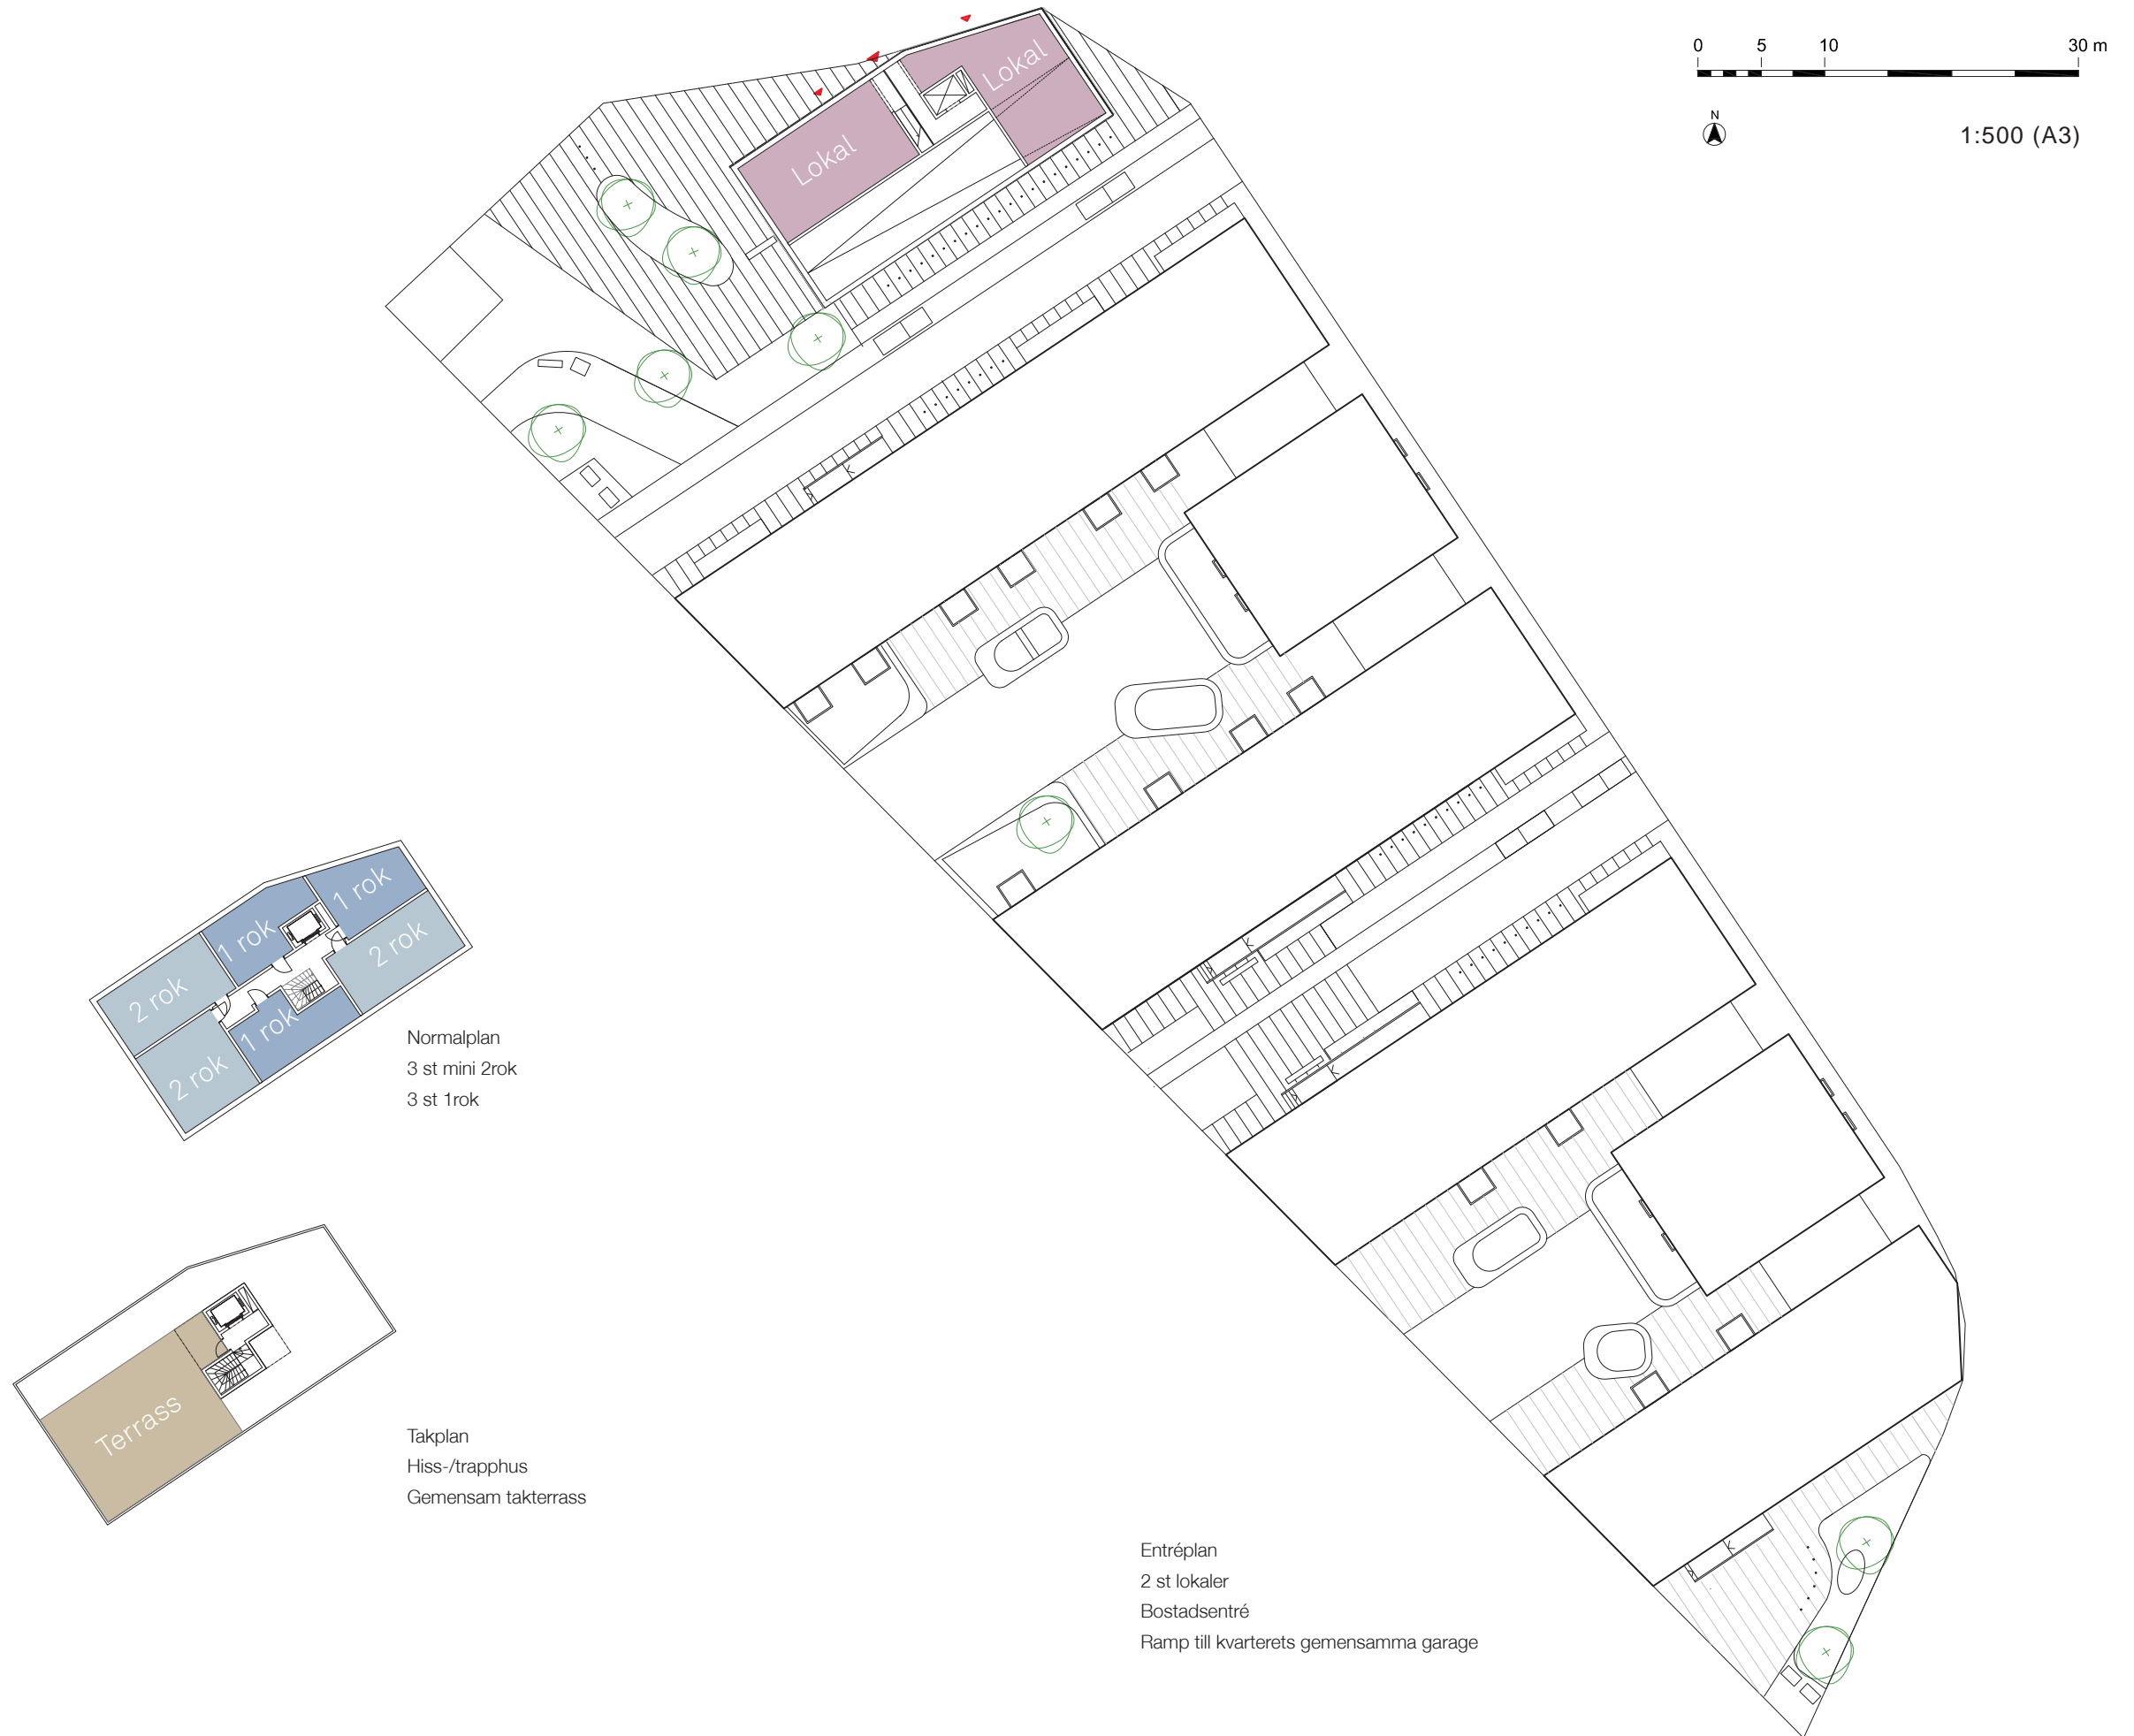 0 5 10 30 m
N
1:500 (A3)
Lokal
Lokal
1 rok
1 rok
2 rok
2 rok
1 rok
2 rok
Normalplan
3 st mini 2rok
3 st 1rok
Terrass
Takplan
Hiss-/trapphus
Gemensam takterrass
K
K
K
K
Entréplan
2 st lokaler
Bostadsentré
Ramp till kvarterets gemensamma garage